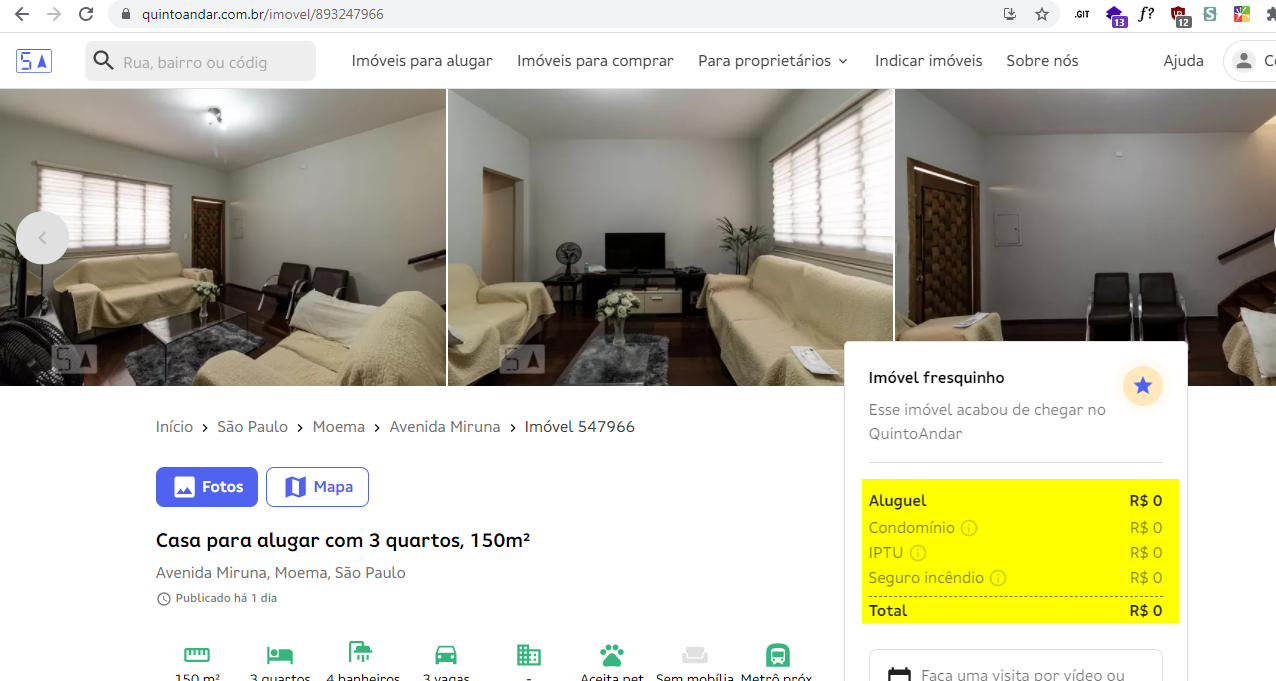 quintoandar.com.br/imovel/893247966
.GIT
13
f?
12
5A
Rua, bairro ou códig
Imóveis para alugar
Imóveis para comprar
Para proprietários
Indicar imóveis
Sobre nós
Ajuda
Imóvel fresquinho
Esse imóvel acabou de chegar no
QuintoAndar
Início > São Paulo > Moema > Avenida Miruna > Imóvel 547966
Fotos
Mapa
Aluguel R$ 0
Condomínio R$ 0
IPTU R$ 0
Seguro incêndio R$ 0
Total R$ 0
Casa para alugar com 3 quartos, 150m²
Avenida Miruna, Moema, São Paulo
Publicado há 1 dia
150 m²
3 quartos
4 banheiros
3 vagas
-
Aceita pet
Sem mobília
Metrô próx
Faça uma visita por vídeo ou